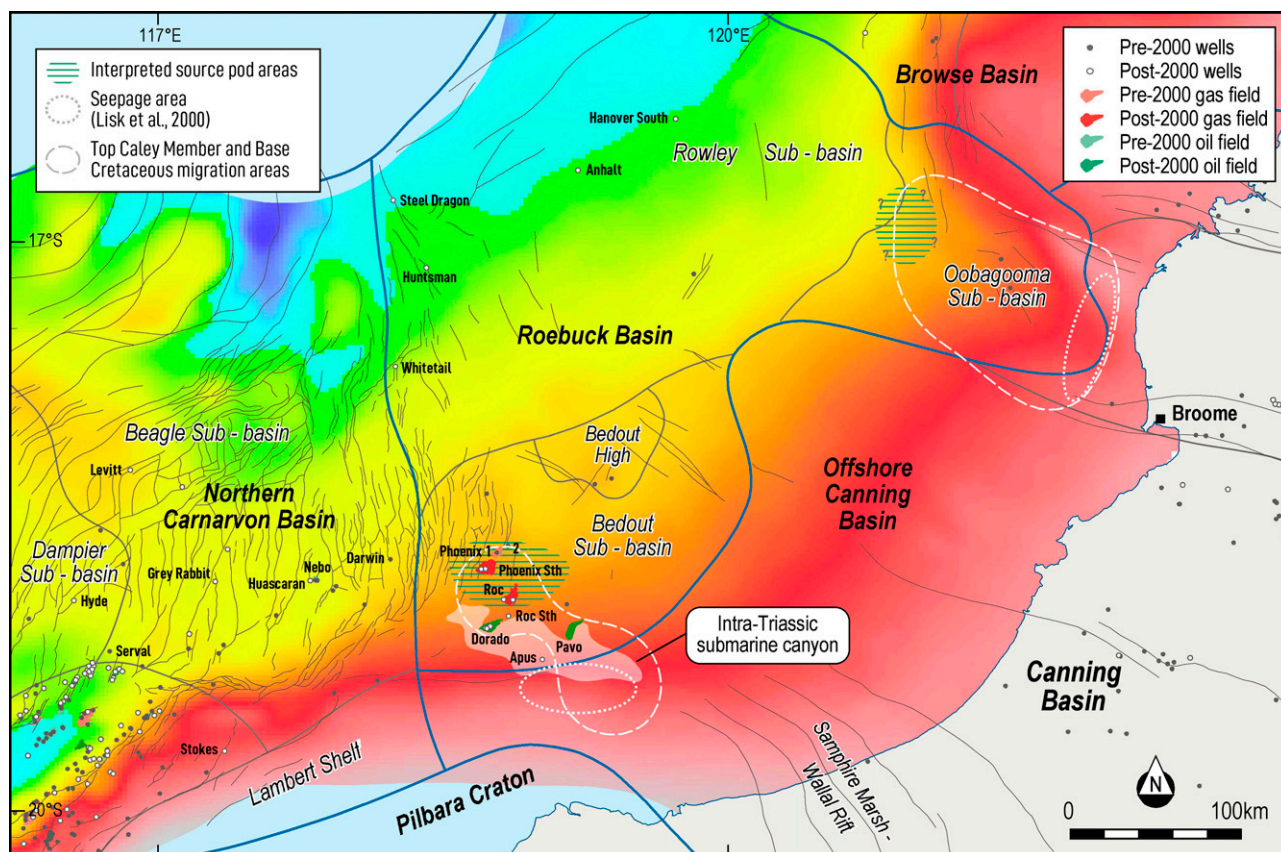 117°E
120°E
Interpreted source pod areas
Seepage area
(Lisk et al., 2000)
Top Caley Member and Base
Cretaceous migration areas
Pre-2000 wells
Post-2000 wells
Pre-2000 gas field
Post-2000 gas field
Pre-2000 oil field
Post-2000 oil field
Browse Basin
Hanover South
Rowley Sub - basin
Anhalt
Steel Dragon
17°S
? ?
?
?
Huntsman
Oobagooma
Sub - basin
Roebuck Basin
Whitetail
Broome
Beagle Sub - basin
Bedout
High
Levitt
Offshore
Canning
Basin
Northern
Carnarvon Basin
Bedout
Sub - basin
Phoenix 1 2
Dampier
Sub - basin
Darwin
Nebo
Phoenix Sth
Grey Rabbit
Huascaran
Roc
Hyde
Roc Sth
Intra-Triassic
submarine canyon
Dorado
Pavo
Serval
Apus
Canning
Basin
Stokes
Lambert Shelf
Samphire Marsh -
Wallal Rift
Pilbara Craton
N
20°S
0 100km